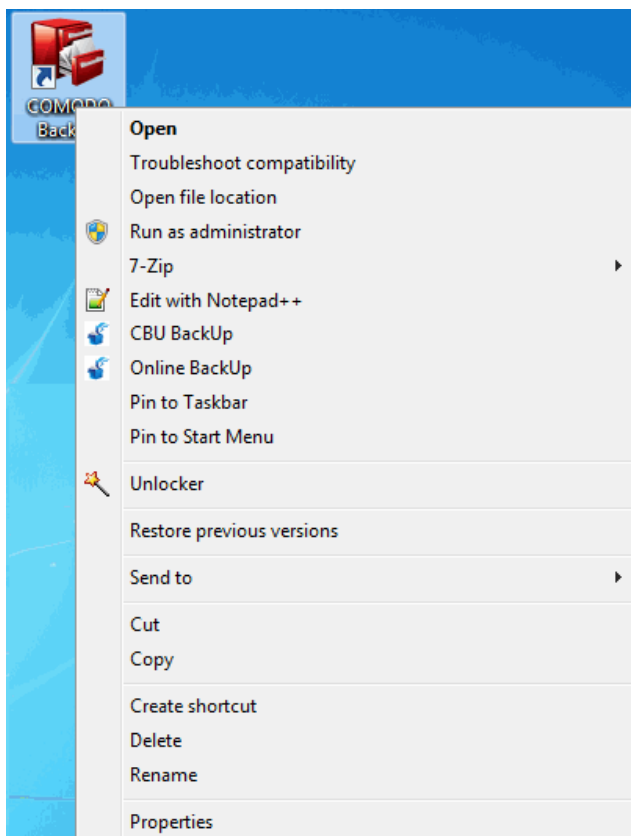 COMODO
Back
Open
Troubleshoot compatibility
Open file location
Run as administrator
7-Zip
Edit with Notepad++
CBU BackUp
Online BackUp
Pin to Taskbar
Pin to Start Menu
Unlocker
Restore previous versions
Send to
Cut
Copy
Create shortcut
Delete
Rename
Properties